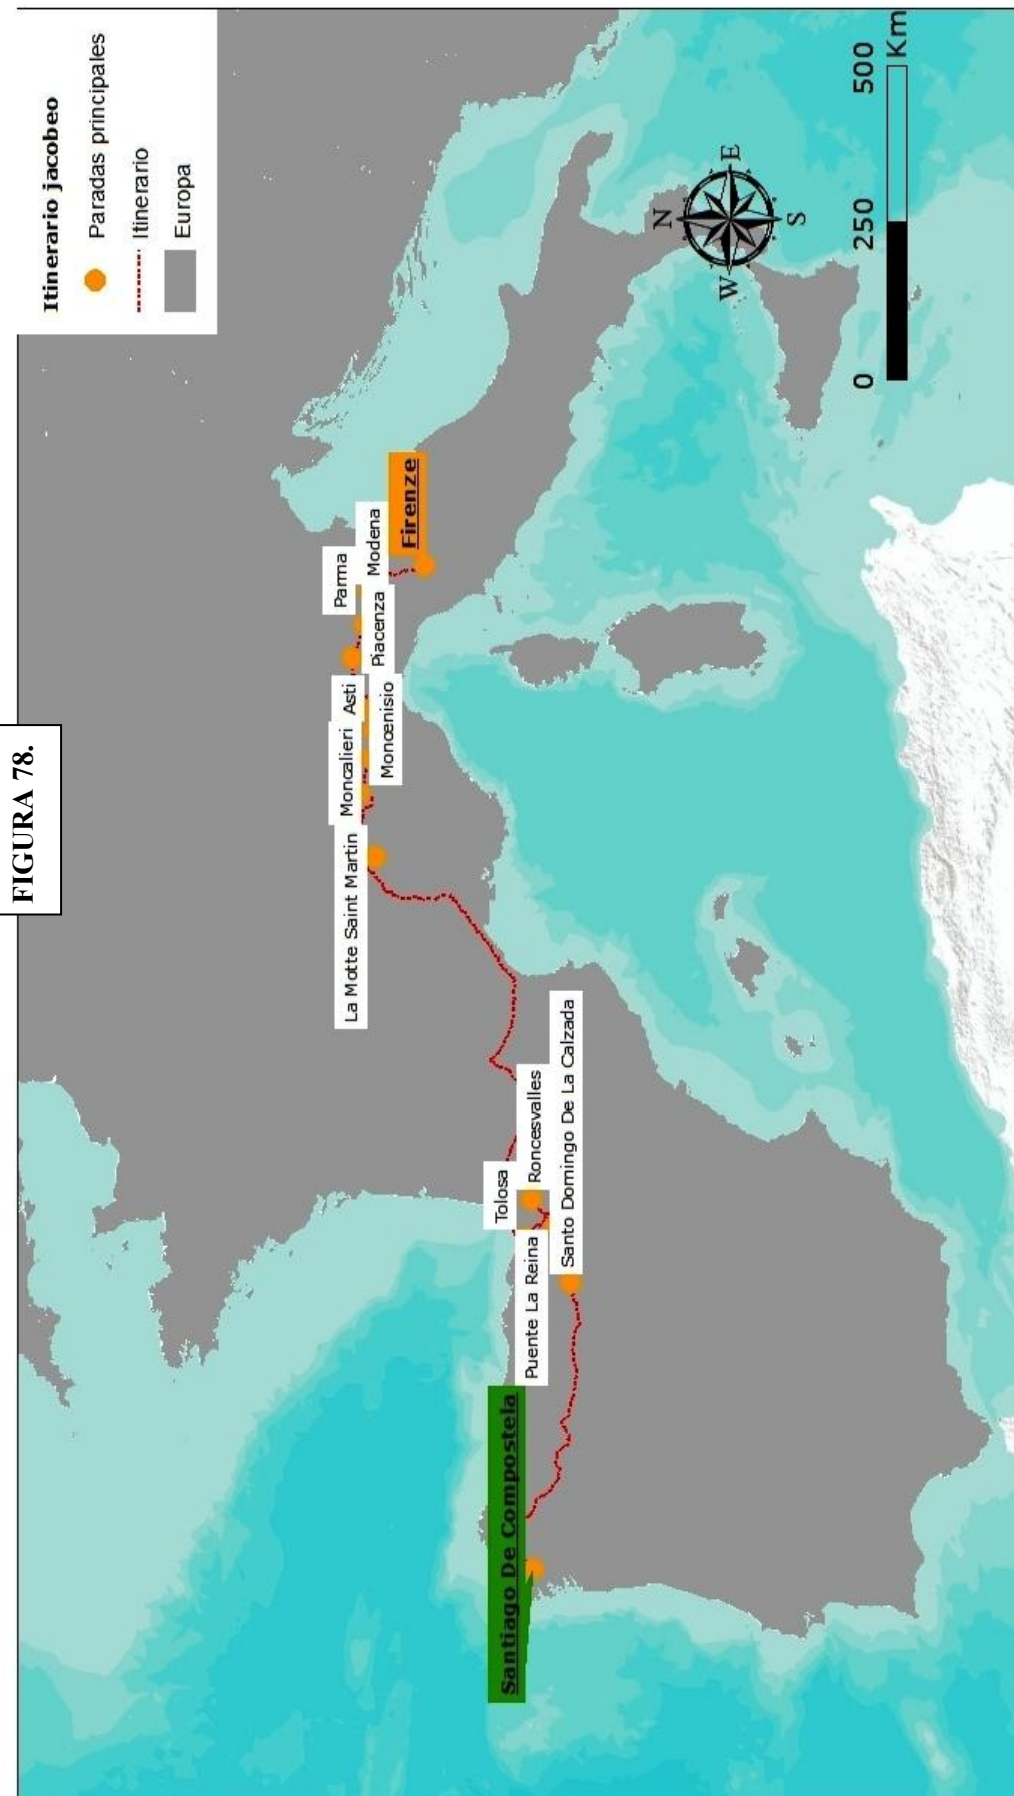 FIGURA 78.
Itinerario jacobeo
Paradas principales
Itinerario
Europa
Parma
Modena
Firenze
Piacenza
Asti
Moncalieri
Moncenisio
La Motte Saint Martin
Tolosa
Roncesvalles
Puente La Reina
Santo Domingo De La Calzada
Santiago De Compostela
N
W
E
S
0 250 500
Km